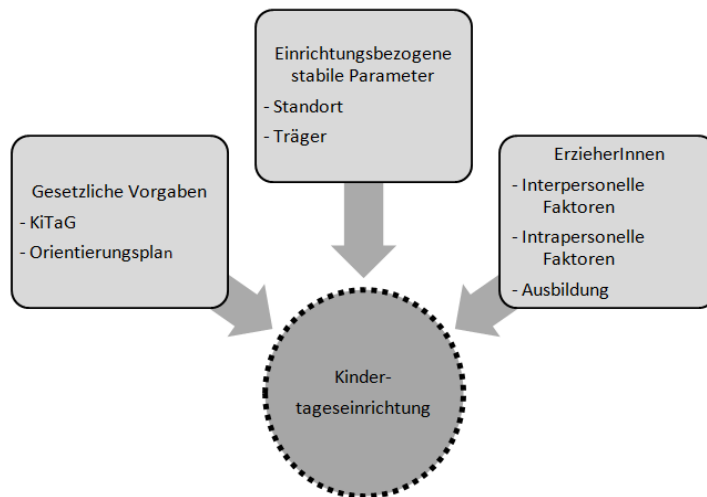 Einrichtungsbezogene
stabile Parameter
- Standort
- Träger
Gesetzliche Vorgaben
- KiTaG
- Orientierungsplan
ErzieherInnen
- Interpersonelle
Faktoren
- Intrapersonelle
Faktoren
- Ausbildung
Kinder-
tageseinrichtung